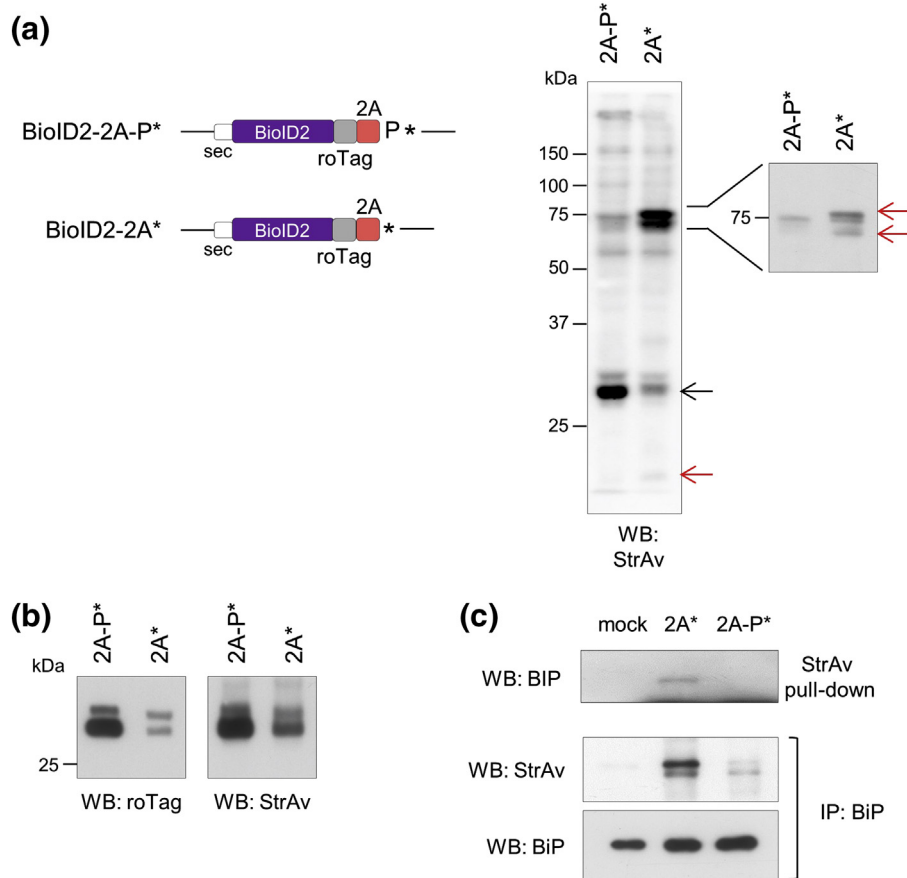 (a)
2A-P*
2A*
kDa
2A
BioID2-2A-P*
BioID2
P *
sec
roTag
2A
BioID2-2A*
BioID2
*
sec
roTag
150
100
75
50
37
25
2A-P*
2A*
75
WB:
StrAv
(b)
2A-P*
2A*
2A-P*
2A*
kDa
25
WB: roTag
WB: StrAv
(c)
mock
2A*
2A-P*
WB: BIP
StrAv
pull-down
WB: StrAv
IP: BiP
WB: BiP